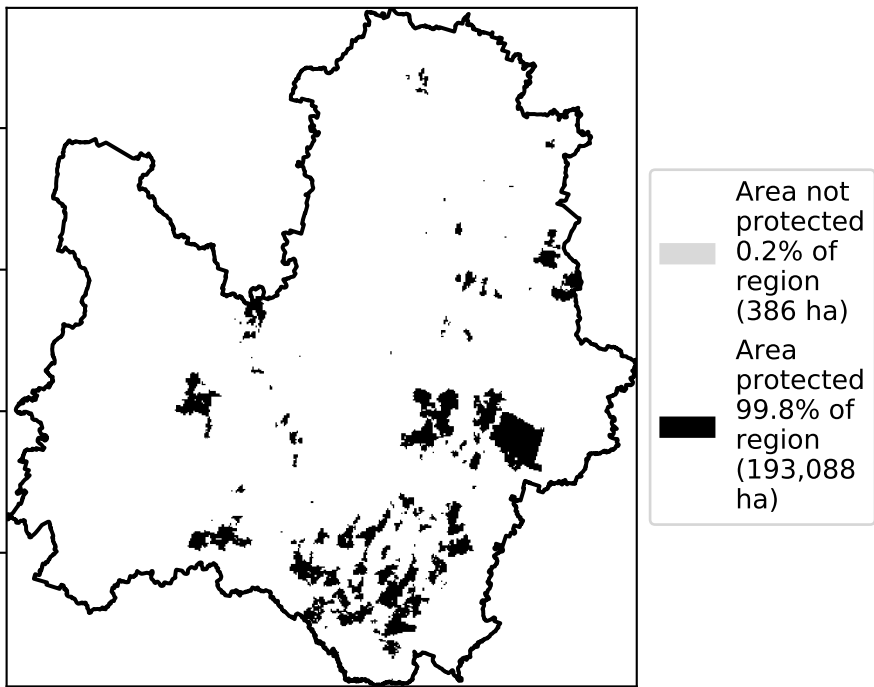 Area not
protected
0.2% of
region
(386 ha)
Area
protected
99.8% of
region
(193,088
ha)